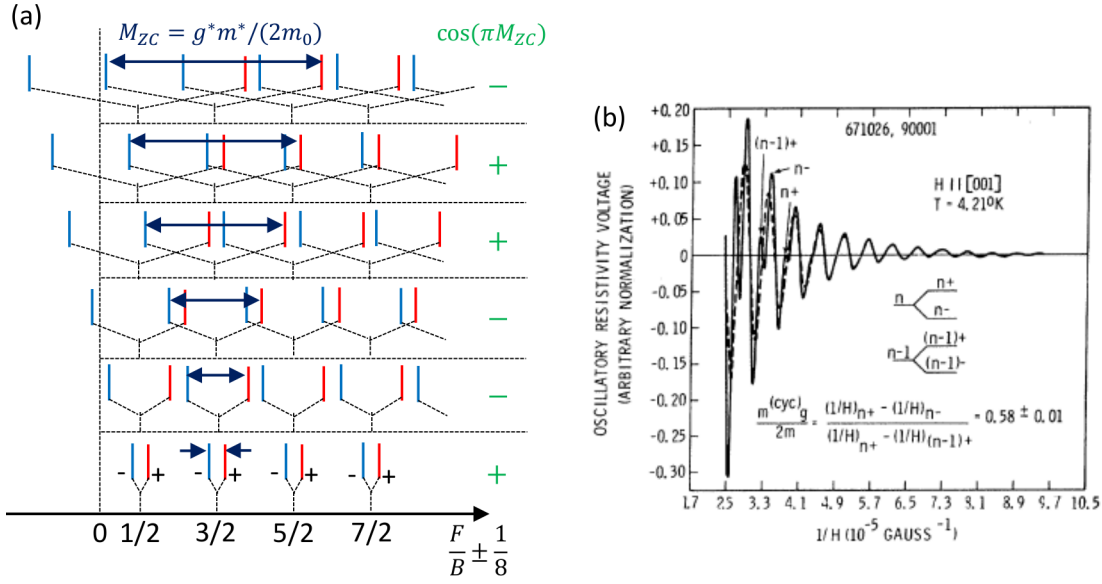 (a)
M_ZC = g*m*/(2m₀)
cos(πM_ZC)
−
+
+
−
−
- + - + - + - +
+
0 1/2 3/2 5/2 7/2
F/B ± 1/8
(b)
+0.20
+0.15
+0.10
+0.05
0
-0.05
-0.10
-0.15
-0.20
-0.25
-0.30
OSCILLATORY RESISTIVITY VOLTAGE
(ARBITRARY NORMALIZATION)
671026, 90001
(n-1)+
n-
n+
H II [001]
T - 4.21⁰K
n n+
n-
n-1 (n-1)+
(n-1)-
m^(cyc)g / 2m = (1/H)n+ - (1/H)n- / (1/H)n+ - (1/H)(n-1)+ = 0.58 ± 0.01
1.7 2.5 3.3 4.1 4.9 5.7 6.5 7.3 8.1 8.9 9.7 10.5
1/H (10⁻⁵ GAUSS⁻¹)